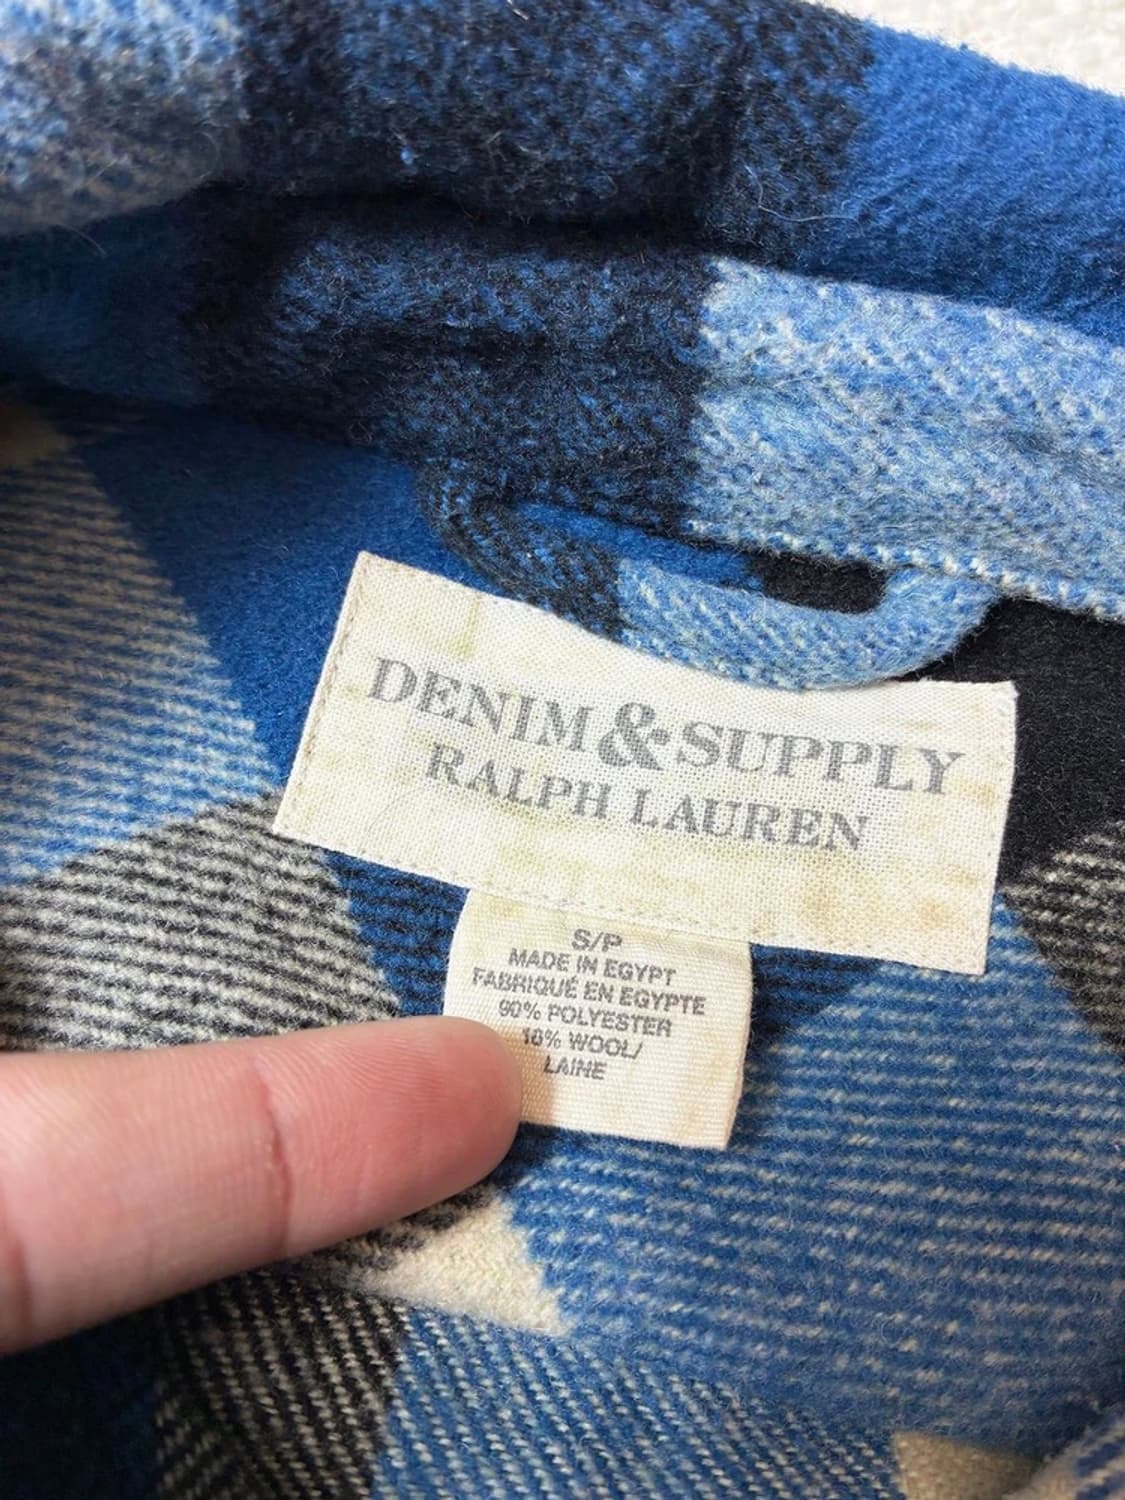 DENIM & SUPPLY
RALPH LAUREN
S/P
MADE IN EGYPT
FABRIQUÉ EN EGYPTE
90% POLYESTER
10% WOOL/
LAINE